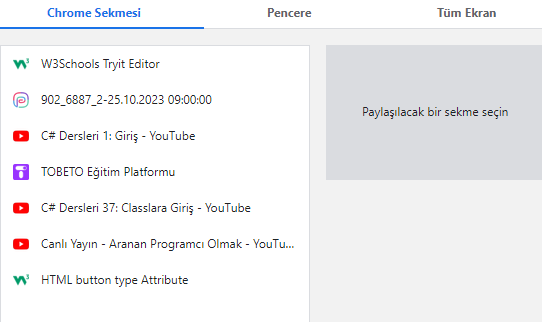 Chrome Sekmesi
Pencere
Tüm Ekran
W3Schools Tryit Editor
902_6887_2-25.10.2023 09:00:00
Paylaşılacak bir sekme seçin
C# Dersleri 1: Giriş - YouTube
TOBETO Eğitim Platformu
C# Dersleri 37: Classlara Giriş - YouTube
Canlı Yayın - Aranan Programcı Olmak - YouTu...
HTML button type Attribute